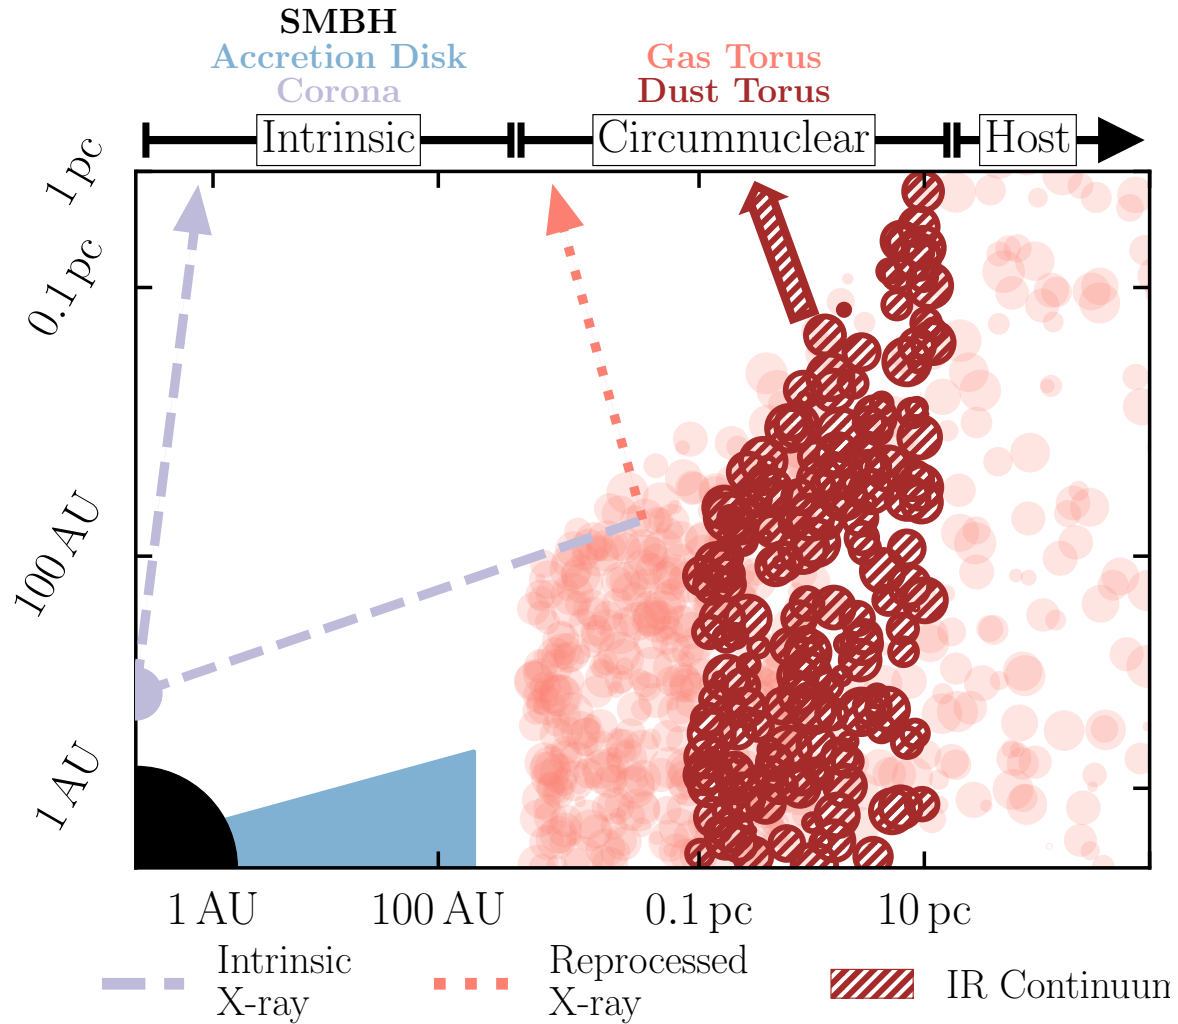 SMBH
Accretion Disk
Corona
Gas Torus
Dust Torus
Intrinsic
Circumnuclear
Host
1 pc
0.1 pc
100 AU
1 AU
1 AU
100 AU
0.1 pc
10 pc
Intrinsic
X-ray
Reprocessed
X-ray
IR Continuum